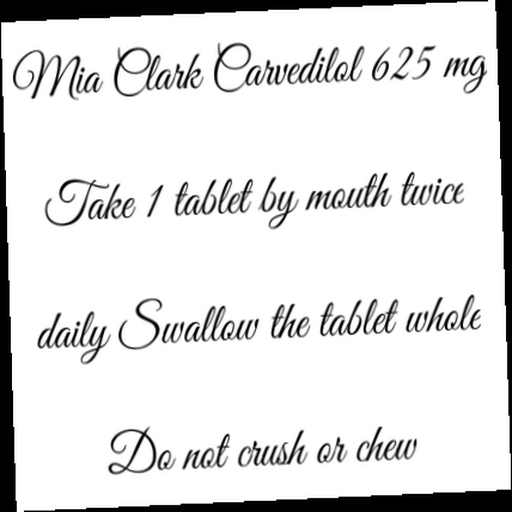 Mia Clark Carvedilol 625 mg
Take 1 tablet by mouth twice
daily Swallow the tablet whole
Do not crush or chew